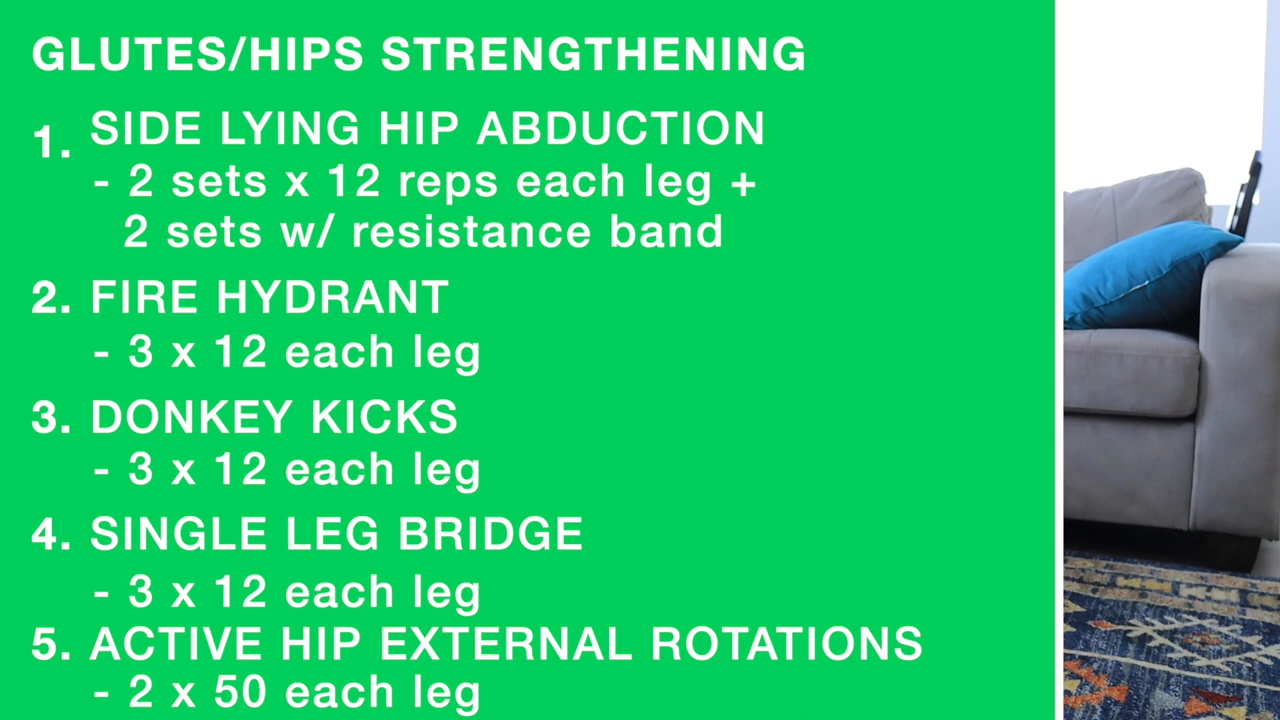 GLUTES/HIPS STRENGTHENING
1. SIDE LYING HIP ABDUCTION
- 2 sets x 12 reps each leg +
2 sets w/ resistance band
2. FIRE HYDRANT
- 3 x 12 each leg
3. DONKEY KICKS
- 3 x 12 each leg
4. SINGLE LEG BRIDGE
- 3 x 12 each leg
5. ACTIVE HIP EXTERNAL ROTATIONS
- 2 x 50 each leg